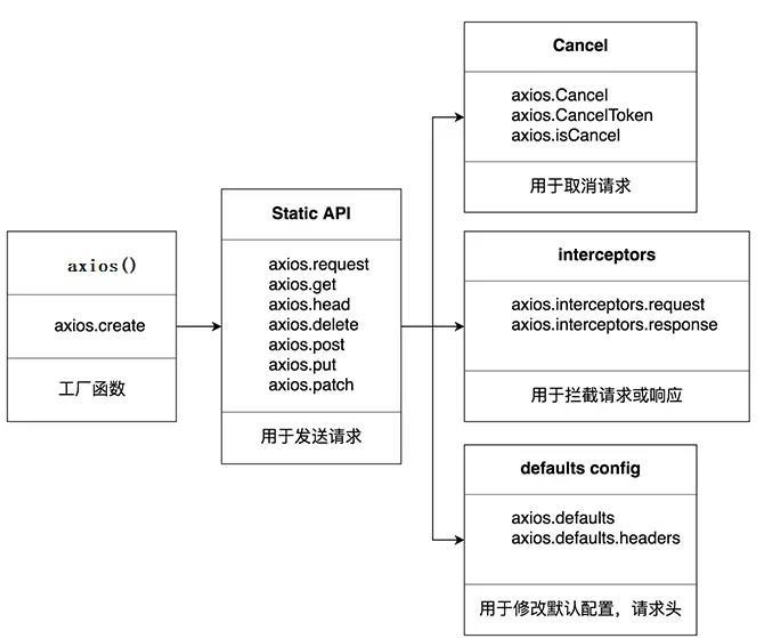 axios()
axios.create
工厂函数
Static API
axios.request
axios.get
axios.head
axios.delete
axios.post
axios.put
axios.patch
用于发送请求
Cancel
axios.Cancel
axios.CancelToken
axios.isCancel
用于取消请求
interceptors
axios.interceptors.request
axios.interceptors.response
用于拦截请求或响应
defaults config
axios.defaults
axios.defaults.headers
用于修改默认配置，请求头